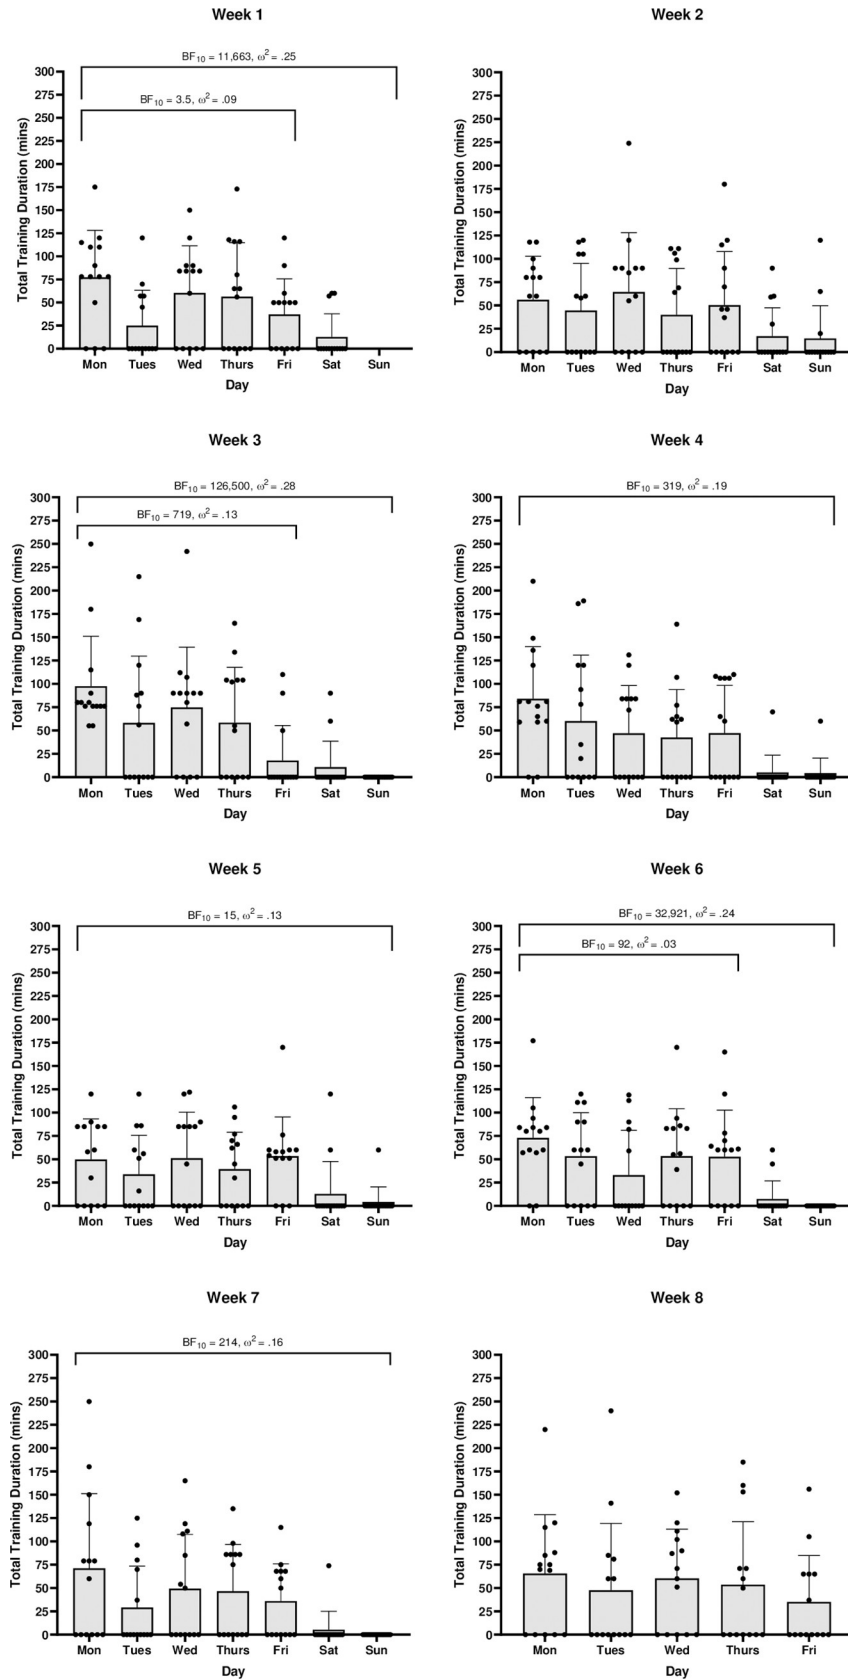 Week 1
BF10 = 11,663, ω2 = .25
BF10 = 3.5, ω2 = .09
Total Training Duration (mins)
300
275
250
225
200
175
150
125
100
75
50
25
0
Mon Tues Wed Thurs Fri Sat Sun
Day
Week 2
Total Training Duration (mins)
300
275
250
225
200
175
150
125
100
75
50
25
0
Mon Tues Wed Thurs Fri Sat Sun
Day
Week 3
BF10 = 126,500, ω2 = .28
BF10 = 719, ω2 = .13
Total Training Duration (mins)
300
275
250
225
200
175
150
125
100
75
50
25
0
Mon Tues Wed Thurs Fri Sat Sun
Day
Week 4
BF10 = 319, ω2 = .19
Total Training Duration (mins)
300
275
250
225
200
175
150
125
100
75
50
25
0
Mon Tues Wed Thurs Fri Sat Sun
Day
Week 5
BF10 = 15, ω2 = .13
Total Training Duration (mins)
300
275
250
225
200
175
150
125
100
75
50
25
0
Mon Tues Wed Thurs Fri Sat Sun
Day
Week 6
BF10 = 32,921, ω2 = .24
BF10 = 92, ω2 = .03
Total Training Duration (mins)
300
275
250
225
200
175
150
125
100
75
50
25
0
Mon Tues Wed Thurs Fri Sat Sun
Day
Week 7
BF10 = 214, ω2 = .16
Total Training Duration (mins)
300
275
250
225
200
175
150
125
100
75
50
25
0
Mon Tues Wed Thurs Fri Sat Sun
Day
Week 8
Total Training Duration (mins)
300
275
250
225
200
175
150
125
100
75
50
25
0
Mon Tues Wed Thurs Fri
Day